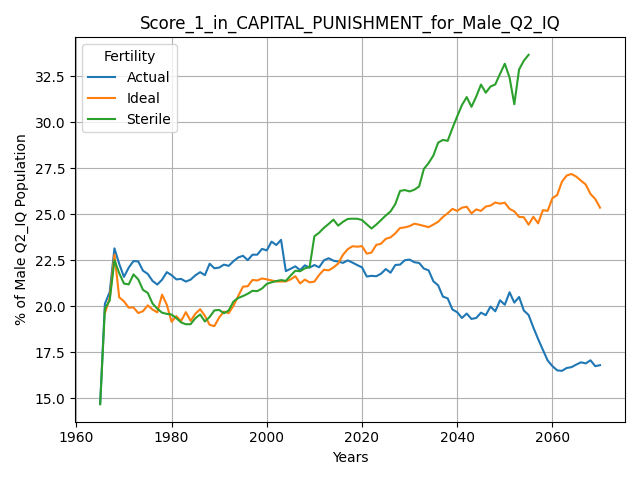 Score_1_in_CAPITAL_PUNISHMENT_for_Male_Q2_IQ
Fertility
Actual
Ideal
Sterile
% of Male Q2_IQ Population
32.5
30.0
27.5
25.0
22.5
20.0
17.5
15.0
1960
1980
2000
2020
2040
2060
Years